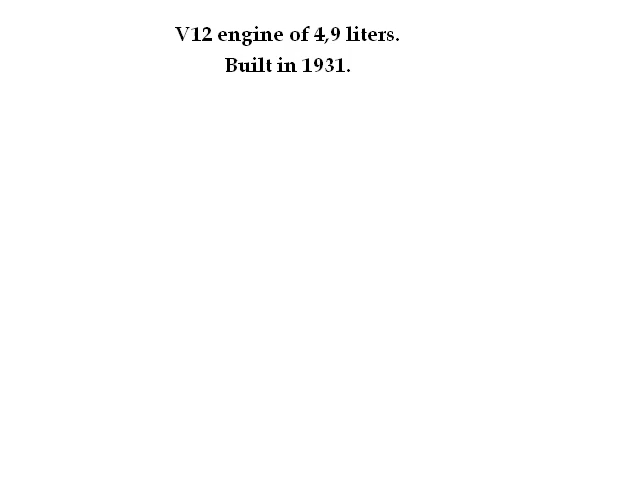 V12 engine of 4,9 liters.
Built in 1931.